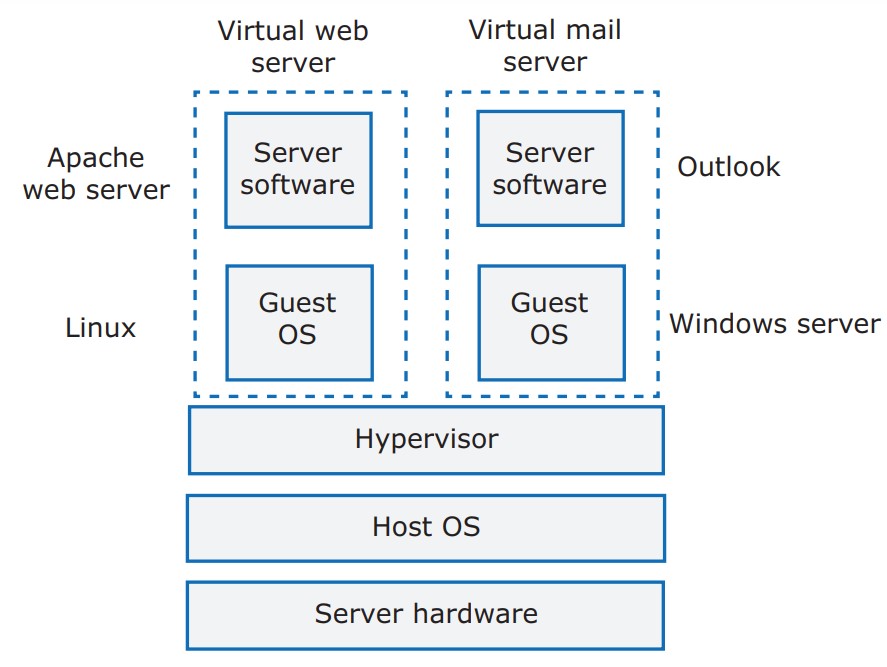 Virtual web
server
Virtual mail
server
Apache
web server
Server
software
Server
software
Outlook
Linux
Guest
OS
Guest
OS
Windows server
Hypervisor
Host OS
Server hardware